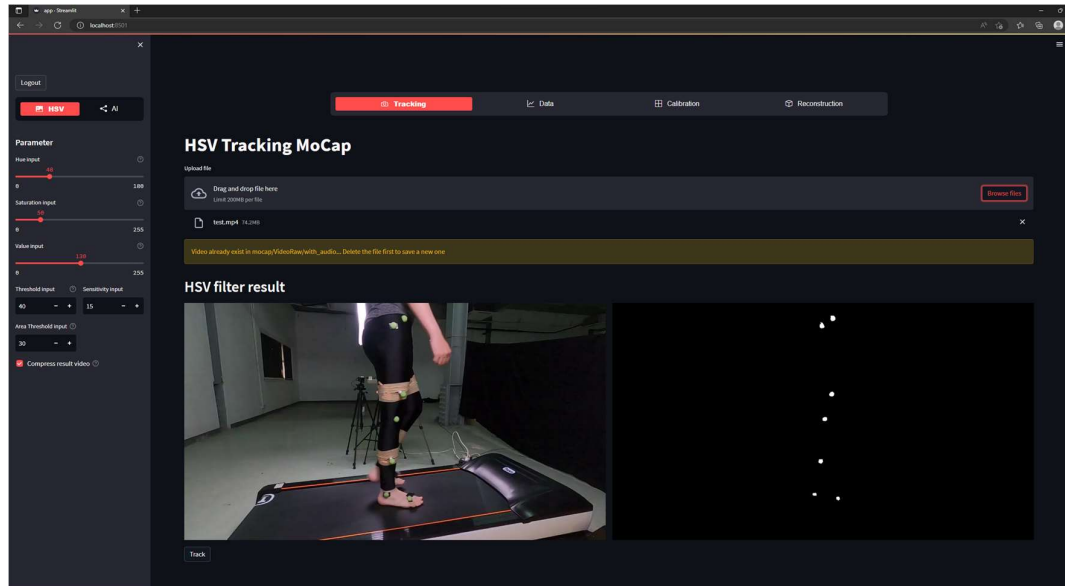 app · Streamlit
localhost:8501
Logout
HSV
AI
Tracking
Data
Calibration
Reconstruction
Parameter
Hue input
40
0 180
Saturation input
50
0 255
Value input
130
0 255
Threshold input Sensitivity input
40 - + 15 - +
Area Threshold input
30 - +
Compress result video
HSV Tracking MoCap
Upload file
Drag and drop file here
Limit 200MB per file
Browse files
test.mp4 74.2MB
Video already exist in mocap/VideoRaw/with_audio... Delete the file first to save a new one
HSV filter result
Track